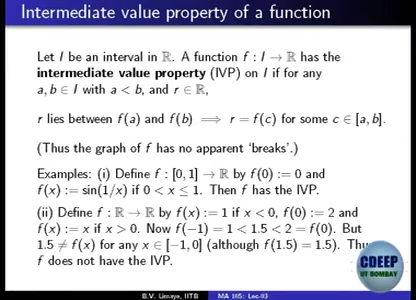 Intermediate value property of a function
Let I be an interval in ℝ. A function f : I → ℝ has the
intermediate value property (IVP) on I if for any
a, b ∈ I with a < b, and r ∈ ℝ,
r lies between f(a) and f(b) ⟹ r = f(c) for some c ∈ [a, b].
(Thus the graph of f has no apparent ‘breaks’.)
Examples: (i) Define f : [0, 1] → ℝ by f(0) := 0 and
f(x) := sin(1/x) if 0 < x ≤ 1. Then f has the IVP.
(ii) Define f : ℝ → ℝ by f(x) := 1 if x < 0, f(0) := 2 and
f(x) := x if x > 0. Now f(−1) = 1 < 1.5 < 2 = f(0). But
1.5 ≠ f(x) for any x ∈ [−1, 0] (although f(1.5) = 1.5). Thu
f does not have the IVP.
CDEEP
IIT BOMBAY
B.V. Limaye, IITB MA 105: Lec-03